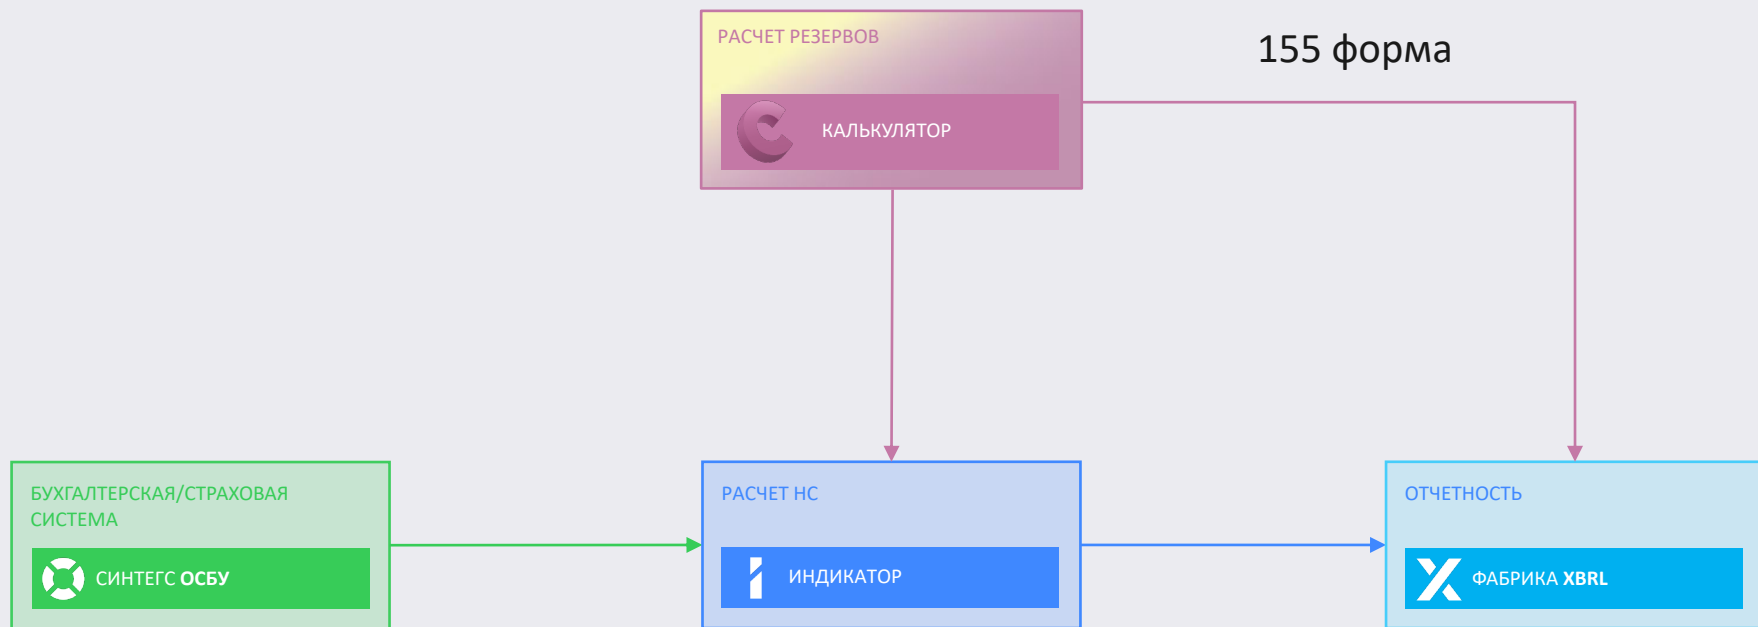 РАСЧЕТ РЕЗЕРВОВ
КАЛЬКУЛЯТОР
155 форма
БУХГАЛТЕРСКАЯ/СТРАХОВАЯ
СИСТЕМА
СИНТЕГС ОСБУ
РАСЧЕТ НС
ИНДИКАТОР
ОТЧЕТНОСТЬ
ФАБРИКА XBRL